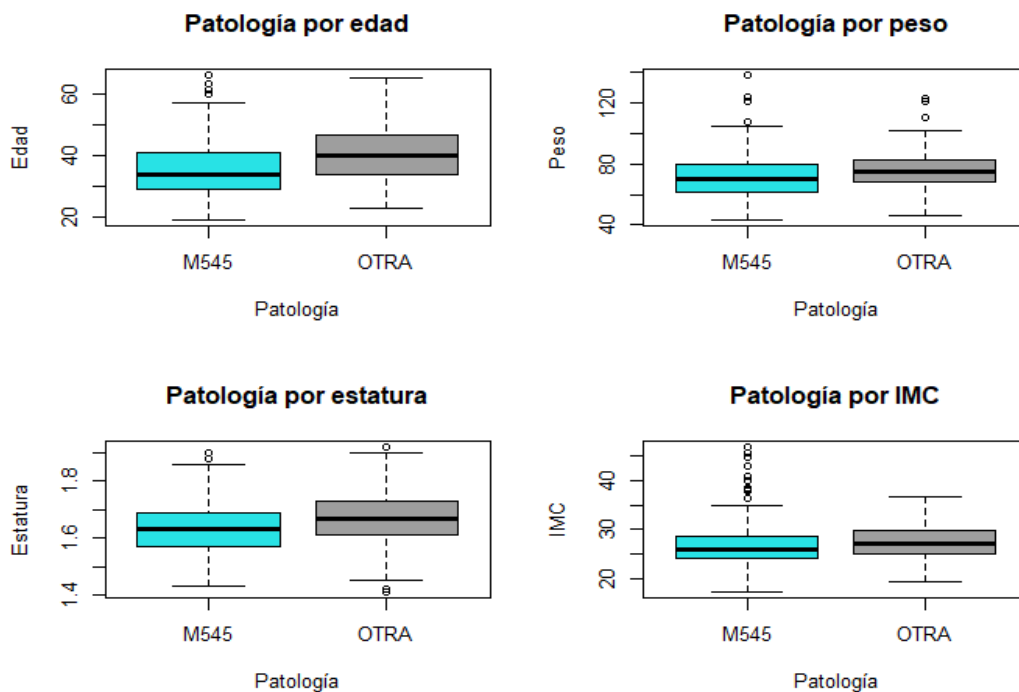 Patología por edad
Edad
20
40
60
M545
OTRA
Patología
Patología por peso
Peso
40
80
120
M545
OTRA
Patología
Patología por estatura
Estatura
1.4
1.6
1.8
M545
OTRA
Patología
Patología por IMC
IMC
20
30
40
M545
OTRA
Patología